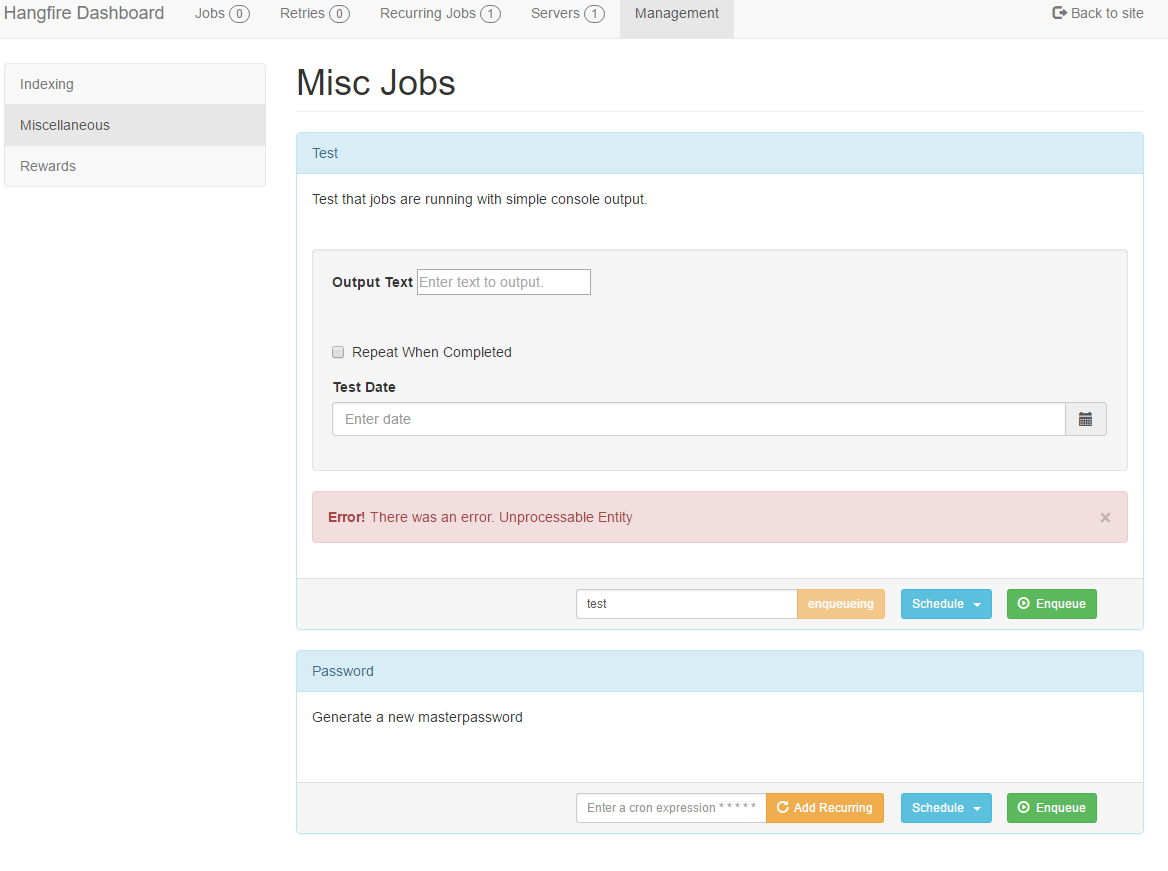 Hangfire Dashboard Jobs 0 Retries 0 Recurring Jobs 1 Servers 1 Management Back to site
Indexing
Miscellaneous
Rewards
Misc Jobs
Test
Test that jobs are running with simple console output.
Output Text Enter text to output.
Repeat When Completed
Test Date
Enter date
Error! There was an error. Unprocessable Entity ×
test enqueueing Schedule Enqueue
Password
Generate a new masterpassword
Enter a cron expression * * * * * Add Recurring Schedule Enqueue